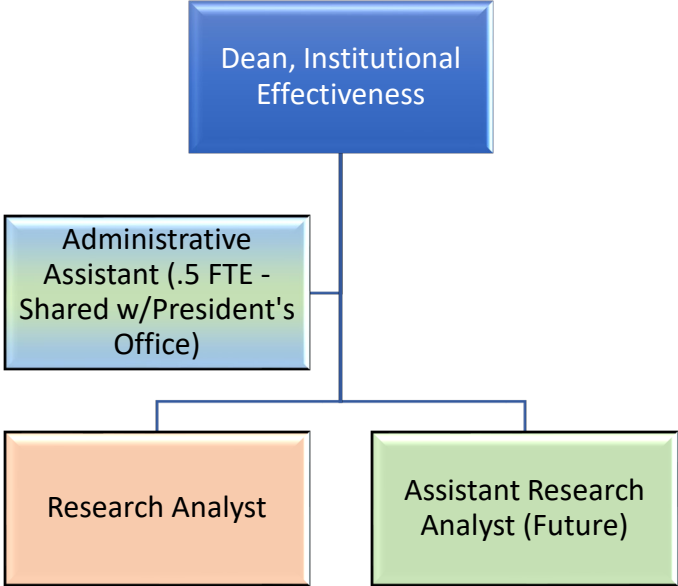 Dean, Institutional
Effectiveness
Administrative
Assistant (.5 FTE -
Shared w/President's
Office)
Research Analyst
Assistant Research
Analyst (Future)